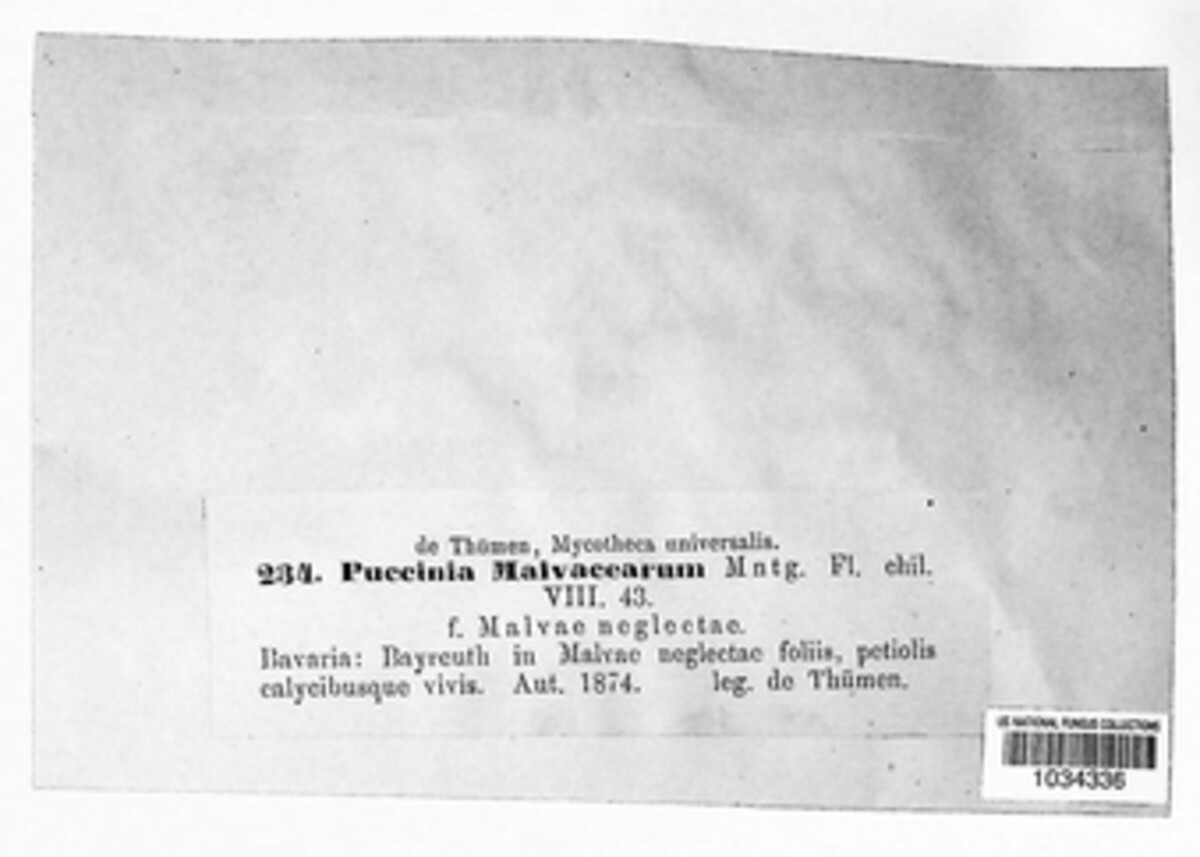 de Thümen, Mycotheca universalis.
234. Puccinia Malvacearum Mntg. Fl. chil.
VIII. 43.
f. Malvae neglectae.
Bavaria: Bayreuth in Malvae neglectae foliis, petiolis
calycibusque vivis. Aut. 1874. leg. de Thümen.
US NATIONAL FUNGUS COLLECTIONS
1034336